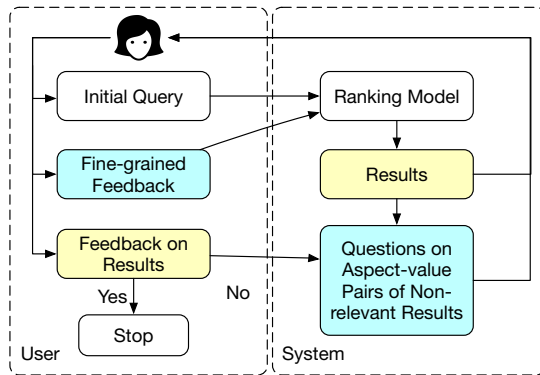 Initial Query
Ranking Model
Fine-grained
Feedback
Results
Feedback on
Results
Questions on
Aspect-value
Pairs of Non-
relevant Results
Yes
No
Stop
User
System